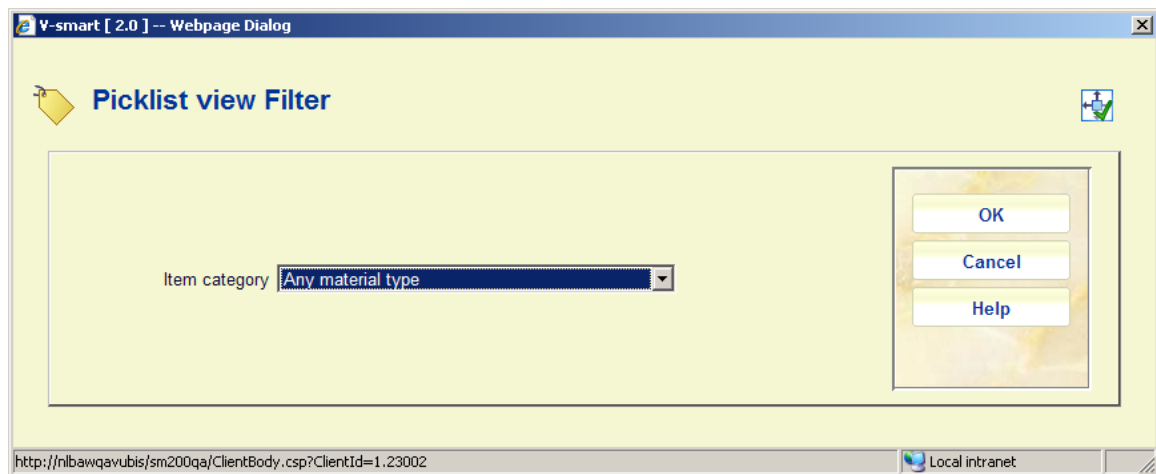 V-smart [ 2.0 ] -- Webpage Dialog
Picklist view Filter
OK
Item category Any material type
Cancel
Help
http://nlbawqavubis/sm200qa/ClientBody.csp?ClientId=1.23002
Local intranet